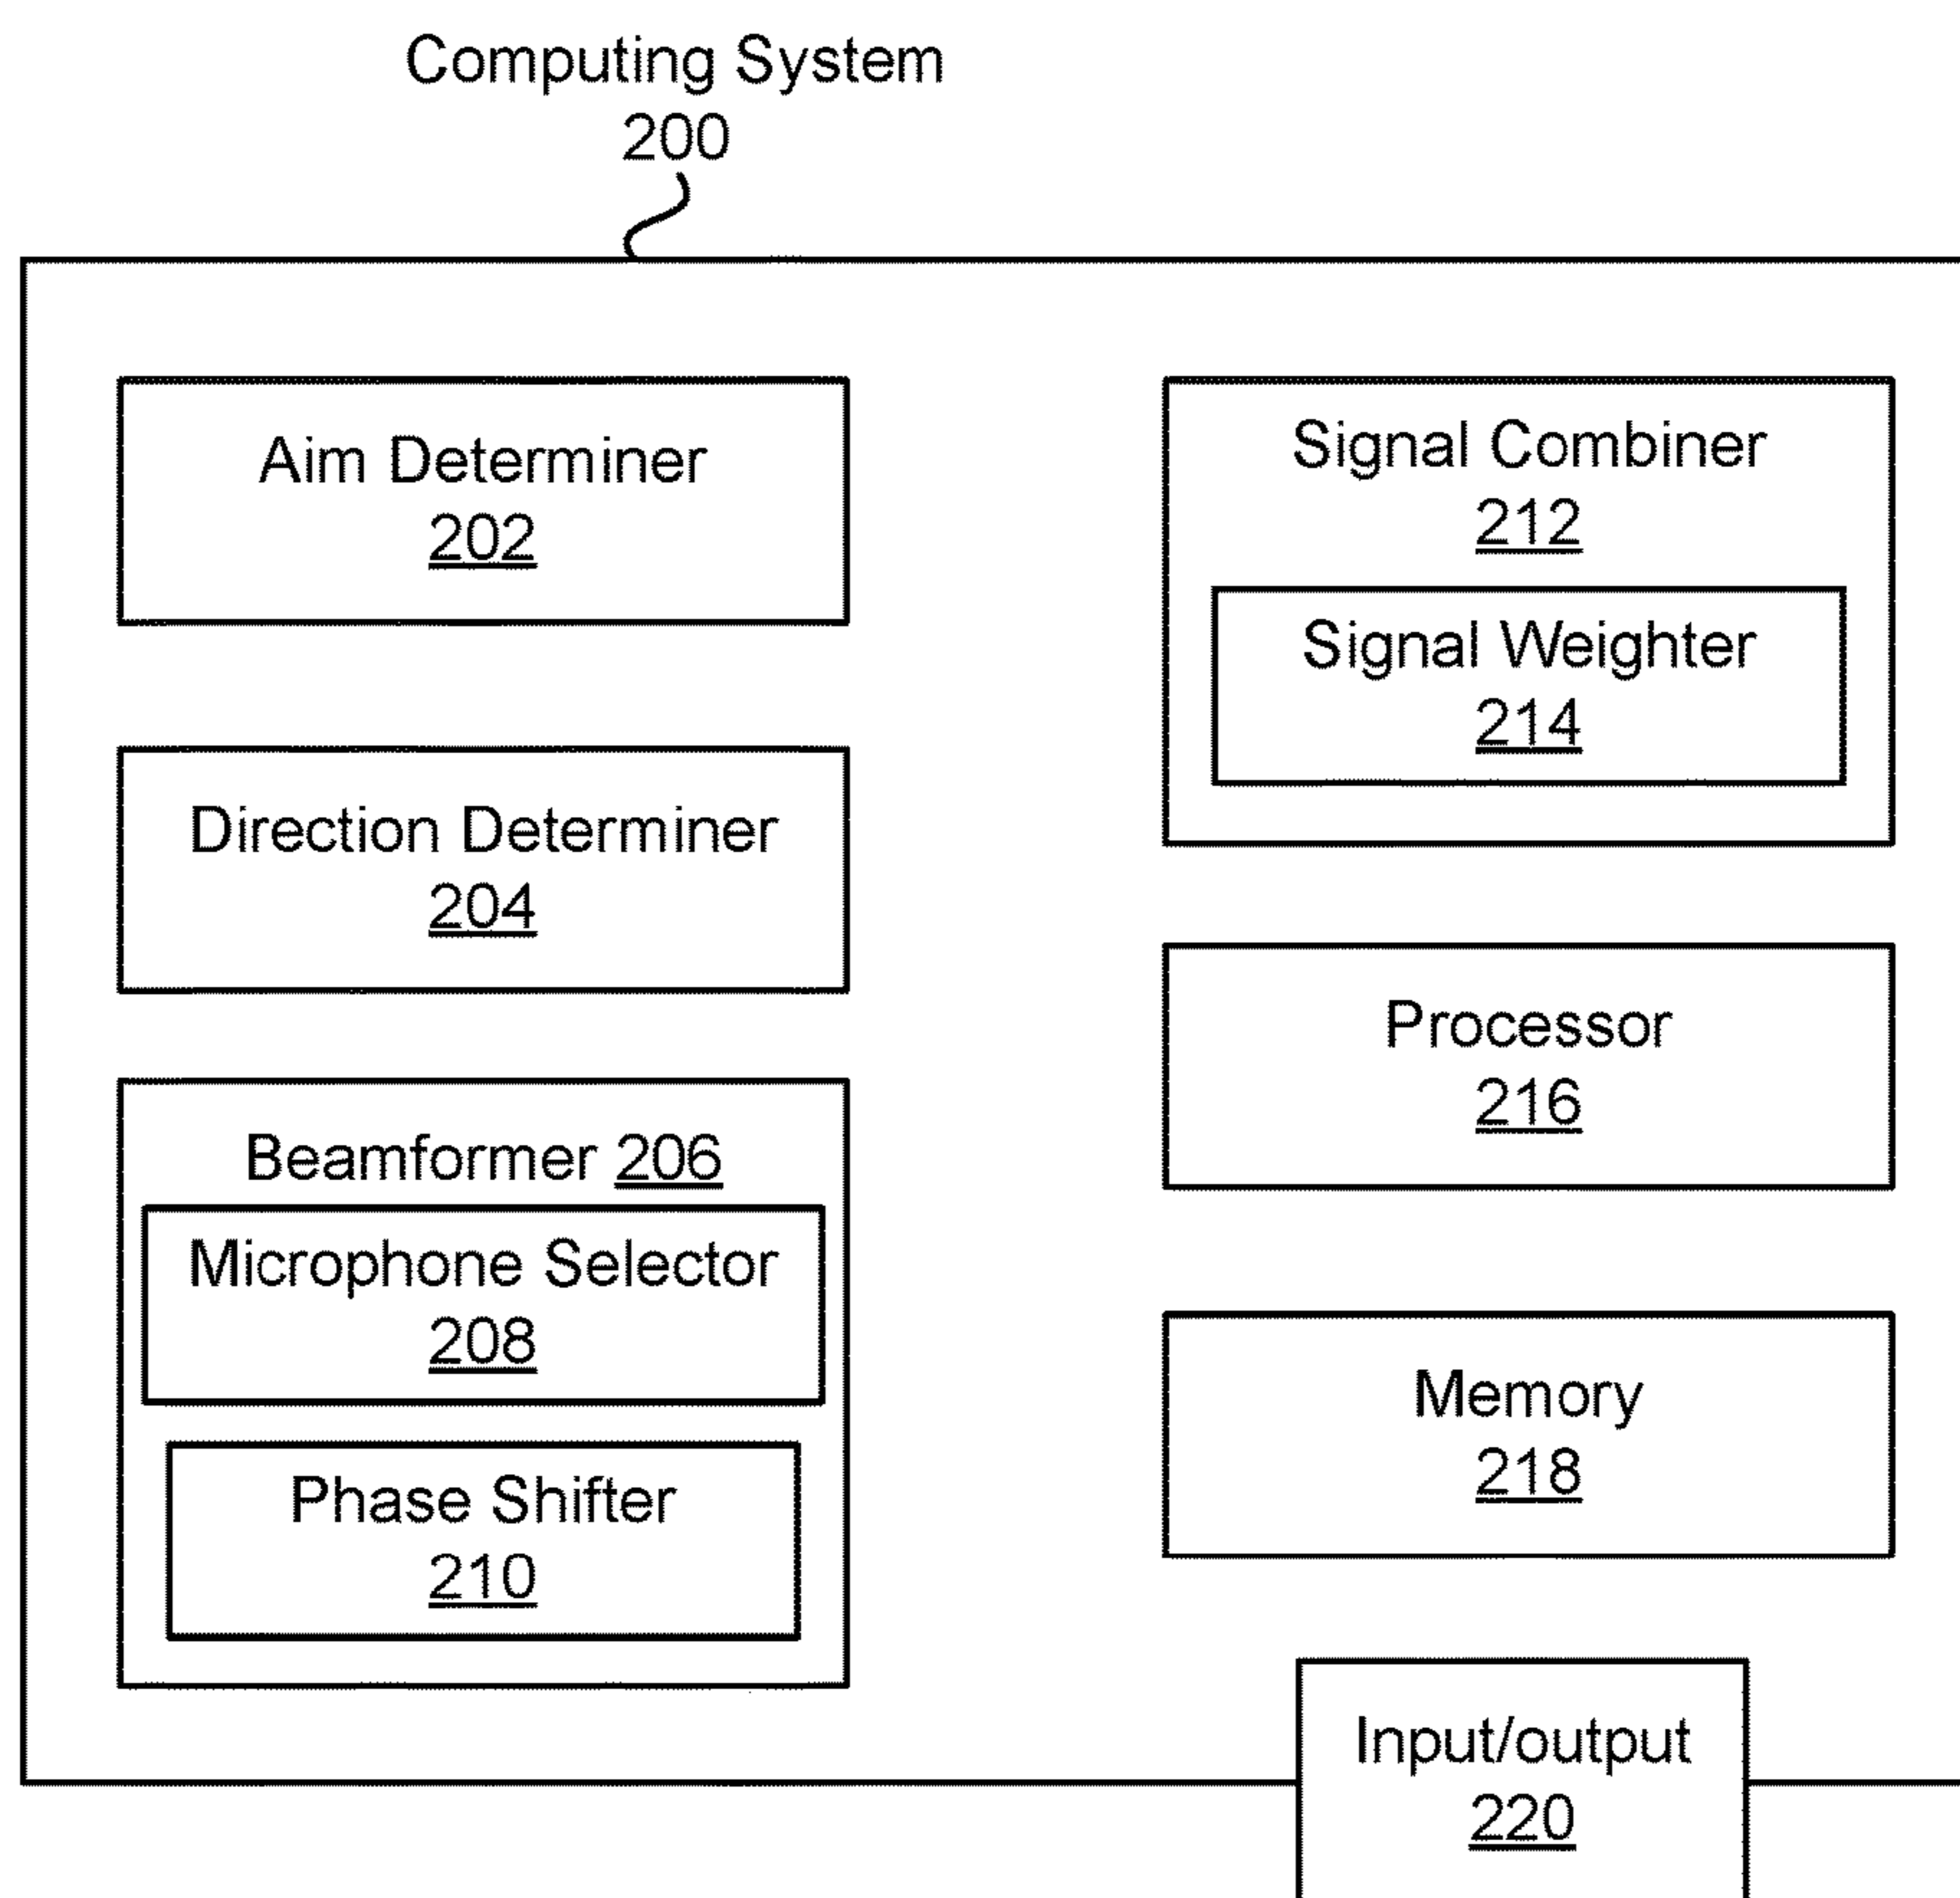 Computing System
200
Aim Determiner
202
Direction Determiner
204
Beamformer 206
Microphone Selector
208
Phase Shifter
210
Signal Combiner
212
Signal Weighter
214
Processor
216
Memory
218
Input/output
220